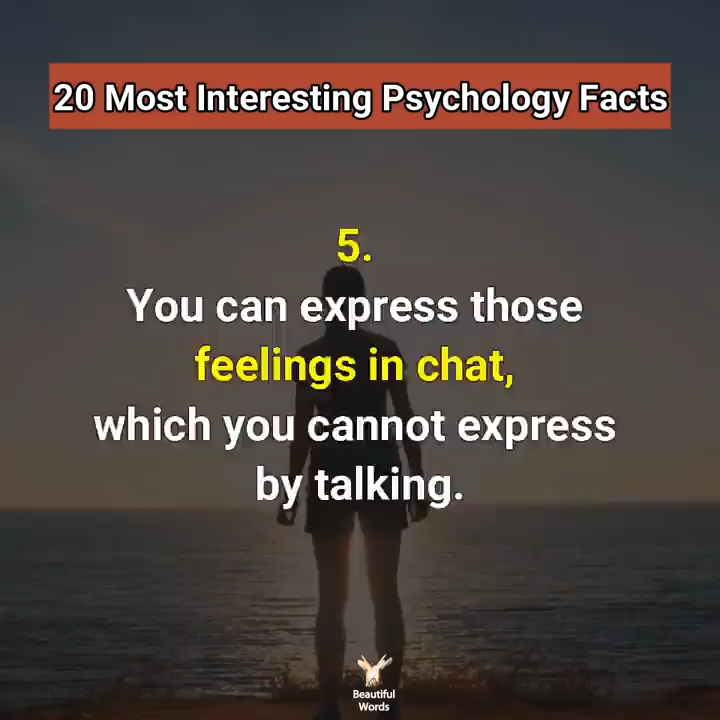 20 Most Interesting Psychology Facts
5.
You can express those
feelings in chat,
which you cannot express
by talking.
Beautiful
Words